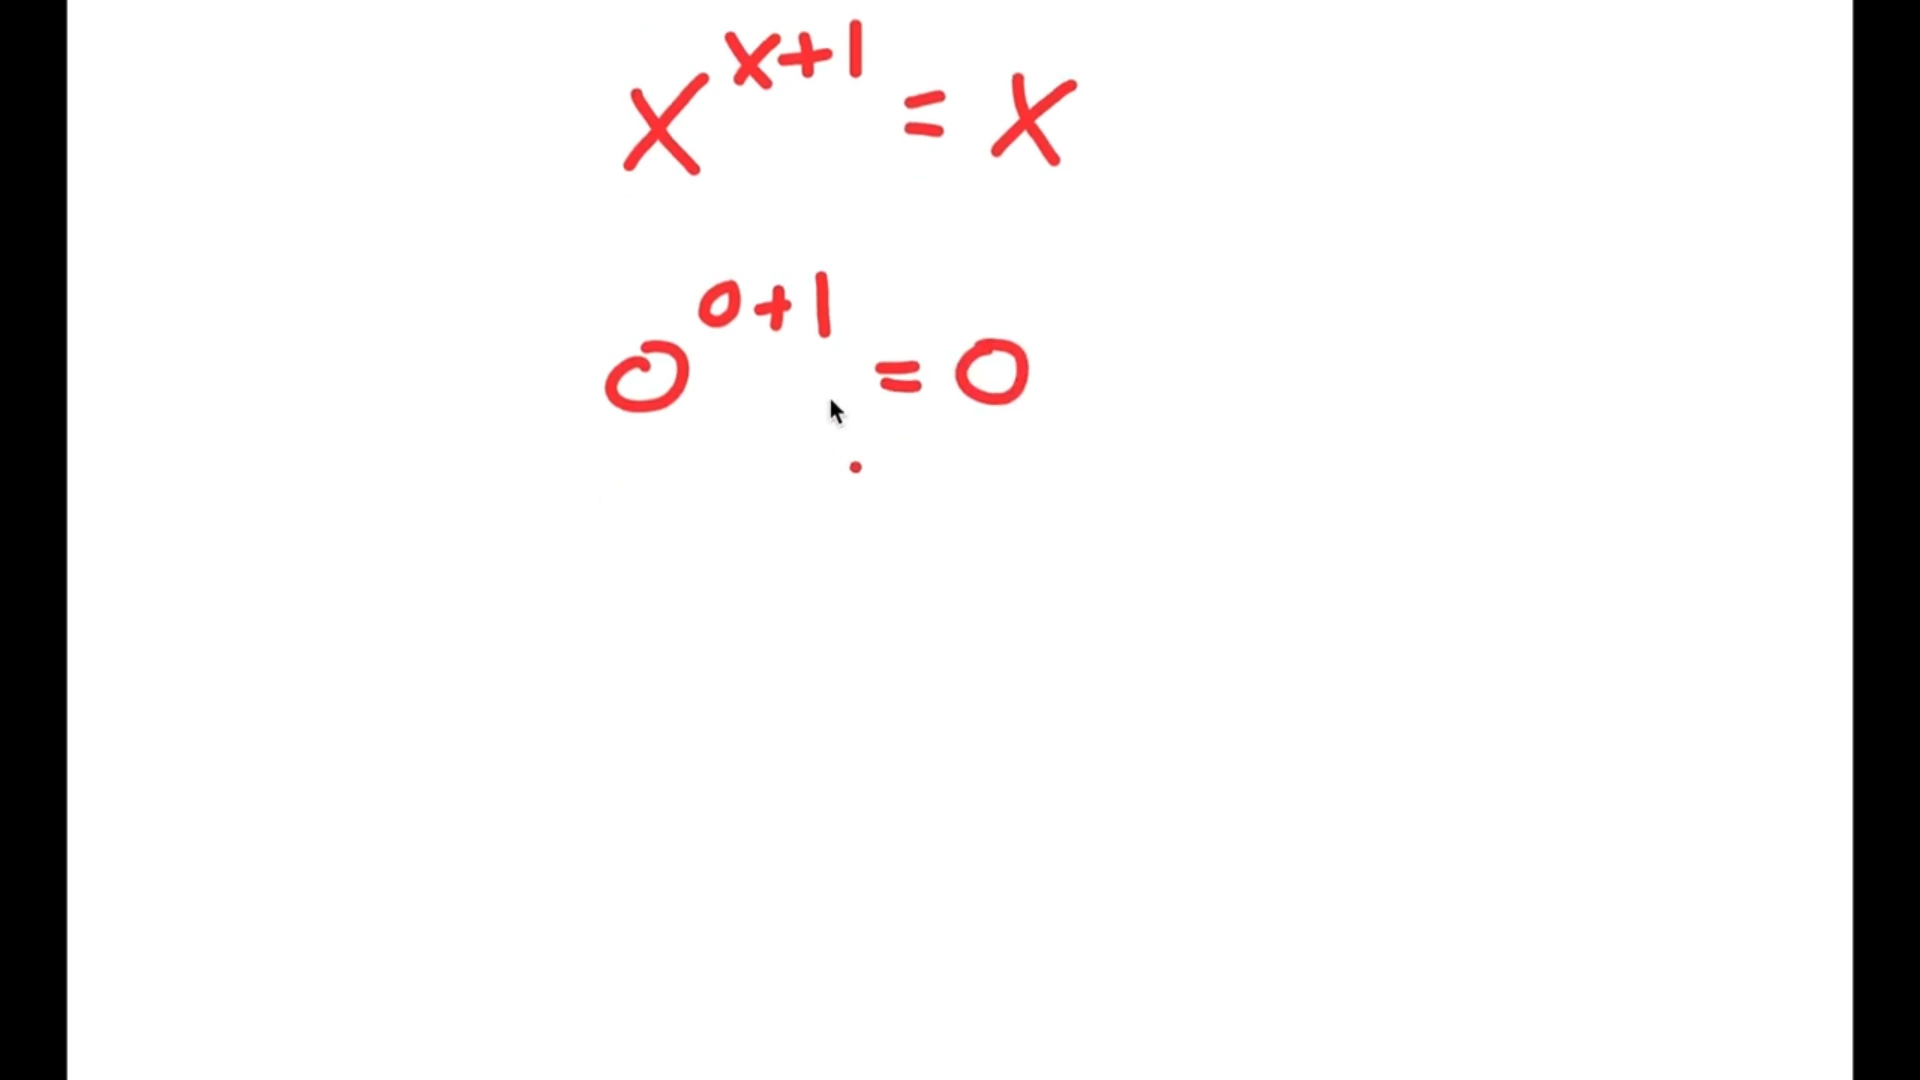 x^{x+1} = x
0^{0+1} = 0